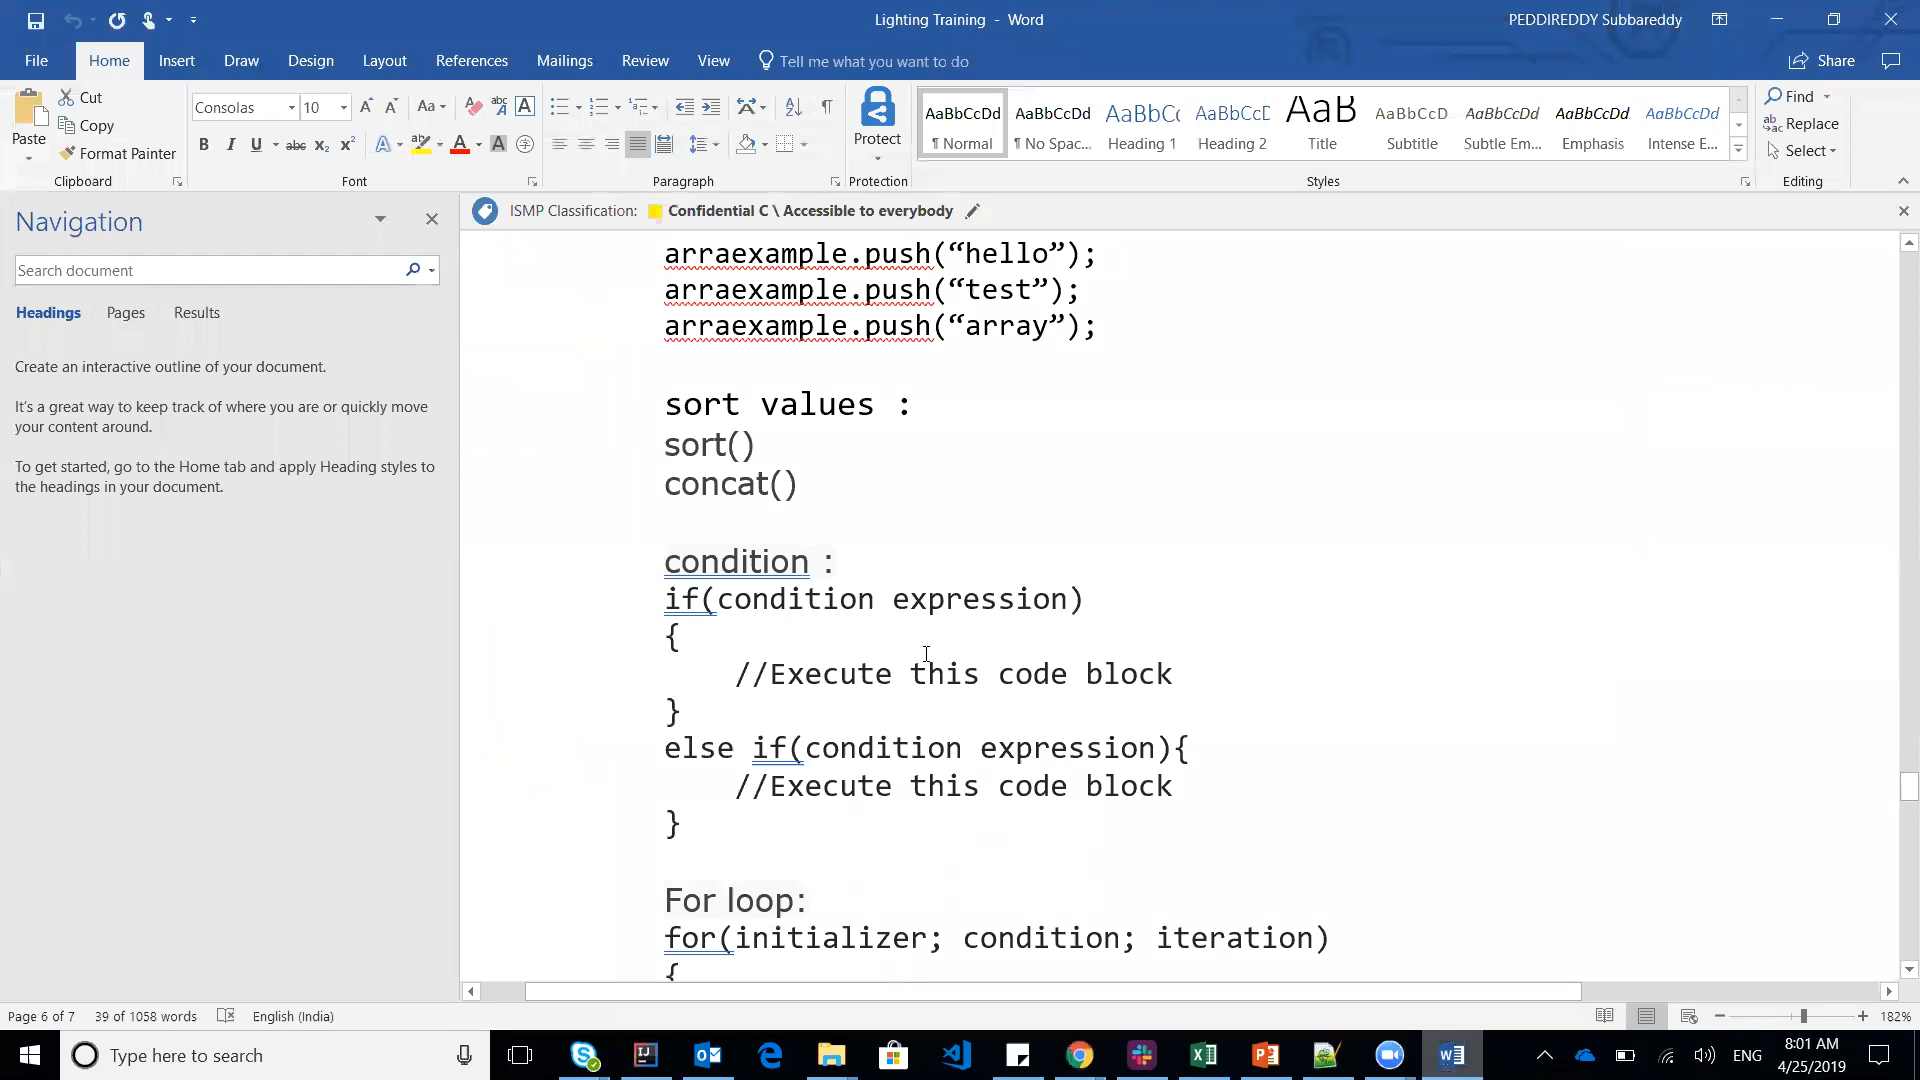 Lighting Training - Word
PEDDIREDDY Subbareddy
File Home Insert Draw Design Layout References Mailings Review View Tell me what you want to do
Share
Paste
Cut
Copy
Format Painter
Clipboard
Consolas 10
Font
Paragraph
Protect
Protection
AaBbCcDd ¶ Normal
AaBbCcDd ¶ No Spac...
AaBbCc Heading 1
AaBbCcD Heading 2
AaB Title
AaBbCcD Subtitle
AaBbCcDd Subtle Em...
AaBbCcDd Emphasis
AaBbCcDd Intense E...
Styles
Find
Replace
Select
Editing
Navigation
Search document
Headings Pages Results
Create an interactive outline of your document.
It's a great way to keep track of where you are or quickly move
your content around.
To get started, go to the Home tab and apply Heading styles to
the headings in your document.
ISMP Classification: Confidential C \ Accessible to everybody
arraexample.push(“hello”);
arraexample.push(“test”);
arraexample.push(“array”);
sort values :
sort()
concat()
condition :
if(condition expression)
{
//Execute this code block
}
else if(condition expression){
//Execute this code block
}
For loop:
for(initializer; condition; iteration)
{
Page 6 of 7 39 of 1058 words English (India)
182%
Type here to search
ENG
8:01 AM
4/25/2019